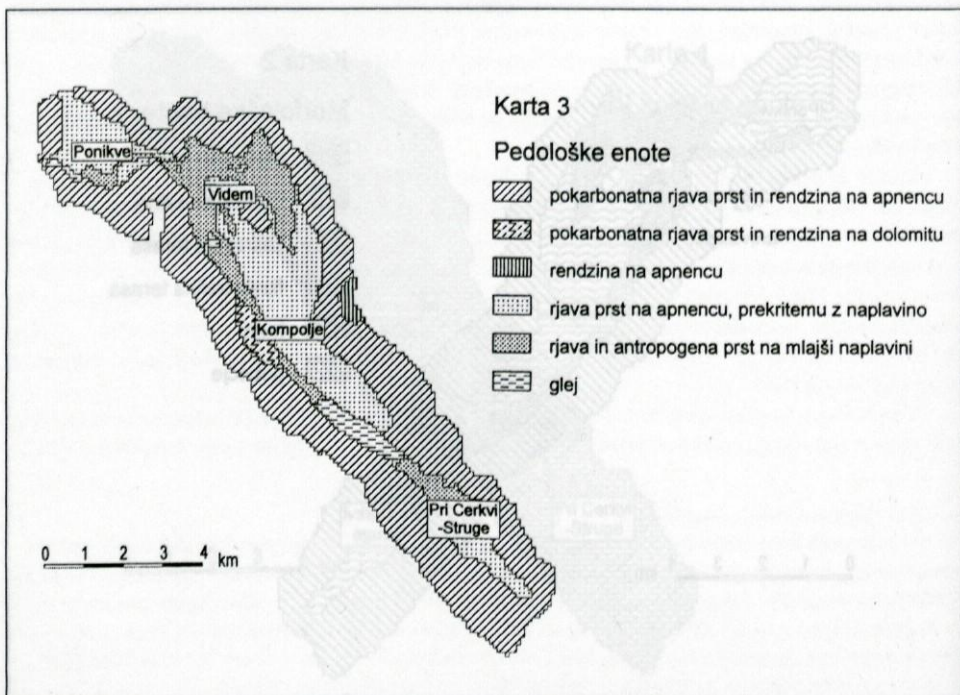 Karta 3
Pedološke enote
pokarbonatna rjava prst in rendzina na apnencu
pokarbonatna rjava prst in rendzina na dolomitu
rendzina na apnencu
rjava prst na apnencu, prekritemu z naplavino
rjava in antropogena prst na mlajši naplavini
glej
Ponikve
Videm
Kompolje
Pri Cerkvi
-Struge
0 1 2 3 4 km